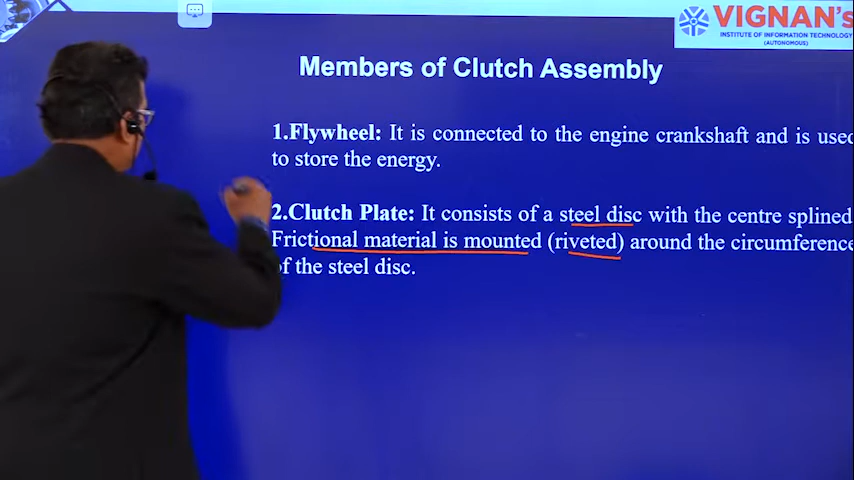 VIGNAN's
INSTITUTE OF INFORMATION TECHNOLOGY
(AUTONOMOUS)
Members of Clutch Assembly
1.Flywheel: It is connected to the engine crankshaft and is used
to store the energy.
2.Clutch Plate: It consists of a steel disc with the centre splined.
Frictional material is mounted (riveted) around the circumference
of the steel disc.